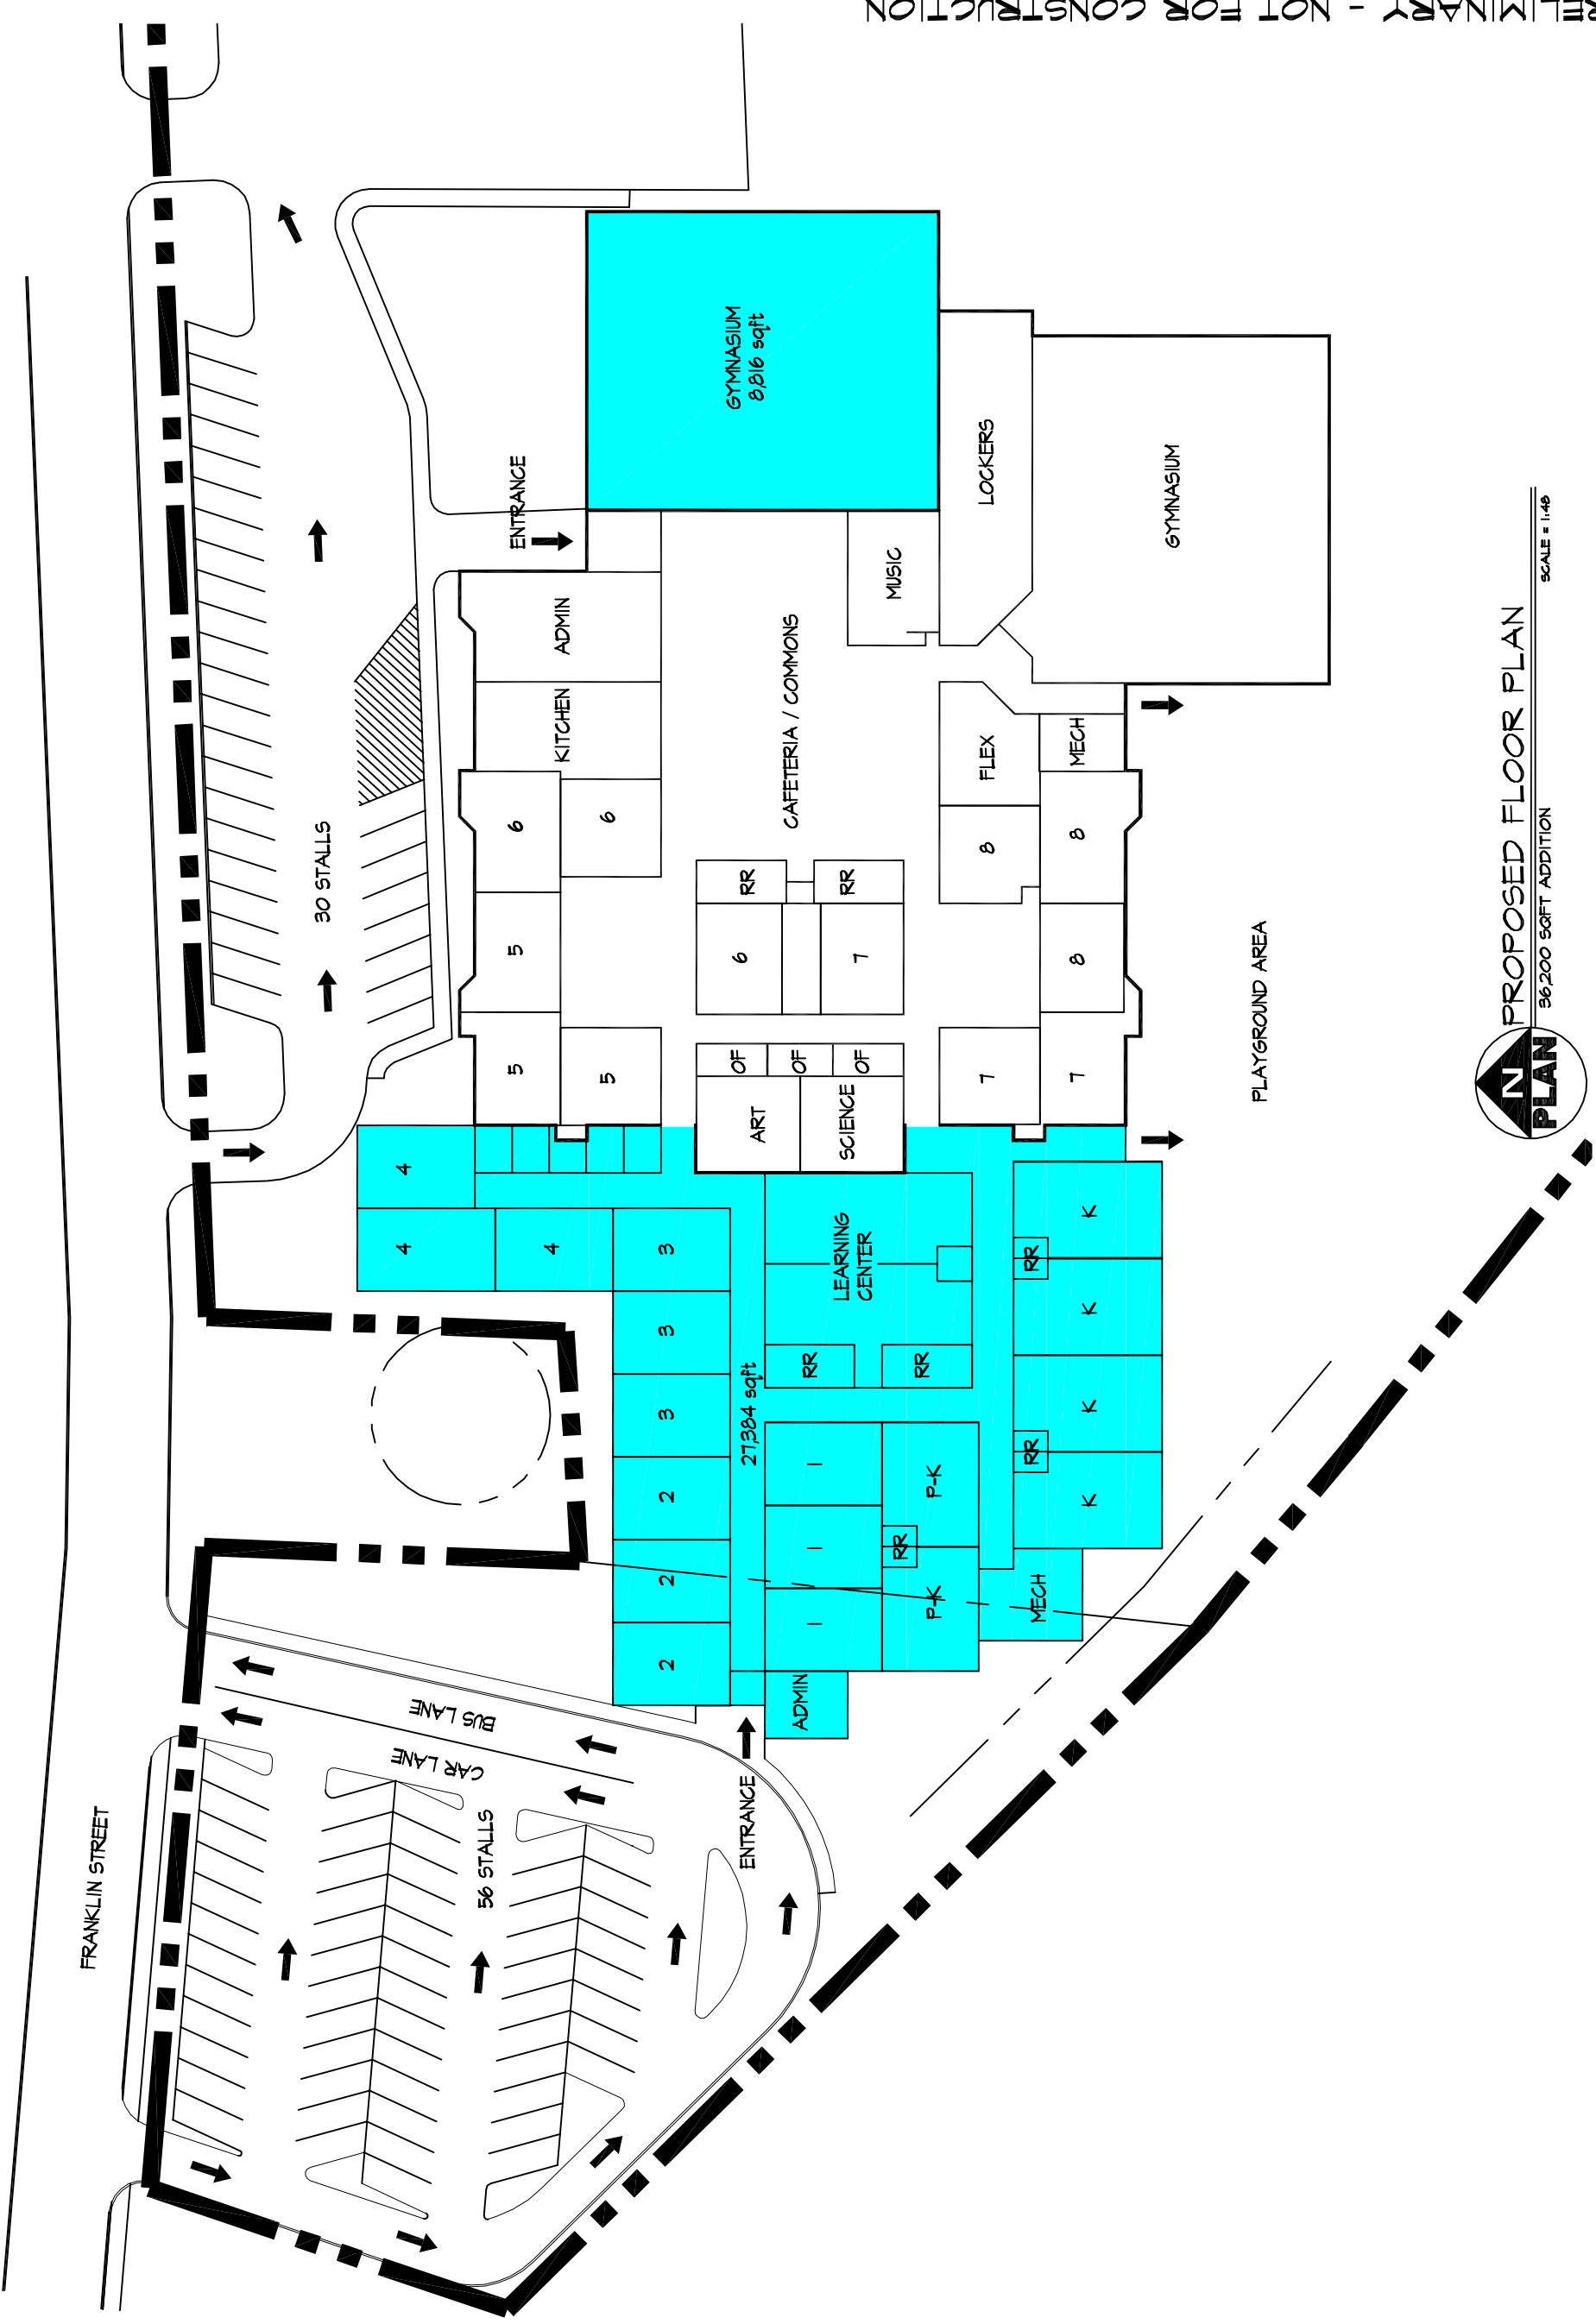 FRANKLIN STREET
30 STALLS
56 STALLS
BUS LANE
CAR LANE
ENTRANCE
4
4
4
5
5
5
6
6
KITCHEN
ADMIN
ENTRANCE
2
2
2
3
3
3
27,384 sqft
ADMIN
1
1
1
P-K
P-K
RR
RR
RR
LEARNING
CENTER
ART
SCIENCE
OF
OF
OF
6
7
RR
RR
CAFETERIA / COMMONS
MUSIC
GYMNASIUM
8,816 sqft
LOCKERS
GYMNASIUM
MECH
K
K
K
K
RR
RR
7
7
8
8
8
FLEX
MECH
PLAYGROUND AREA
N
PLAN
PROPOSED FLOOR PLAN
36,200 SQFT ADDITION
SCALE = 1:48
RELIMINARY - NOT FOR CONSTRUCTION